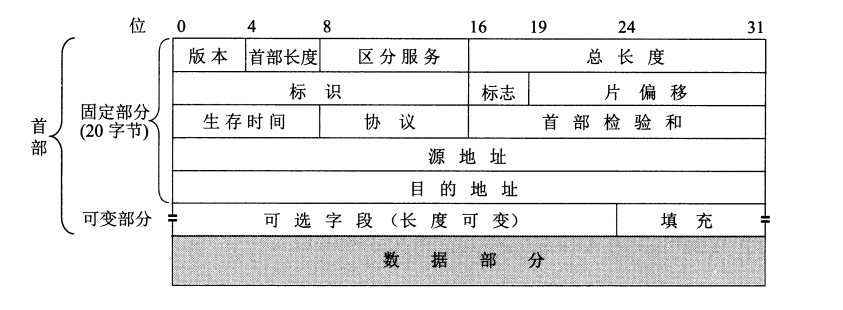 位 0 4 8 16 19 24 31
版本 首部长度 区分服务 总长度
标识 标志 片偏移
固定部分
(20字节)
首部
生存时间 协议 首部检验和
源地址
目的地址
可变部分 可选字段(长度可变) 填充
数据部分